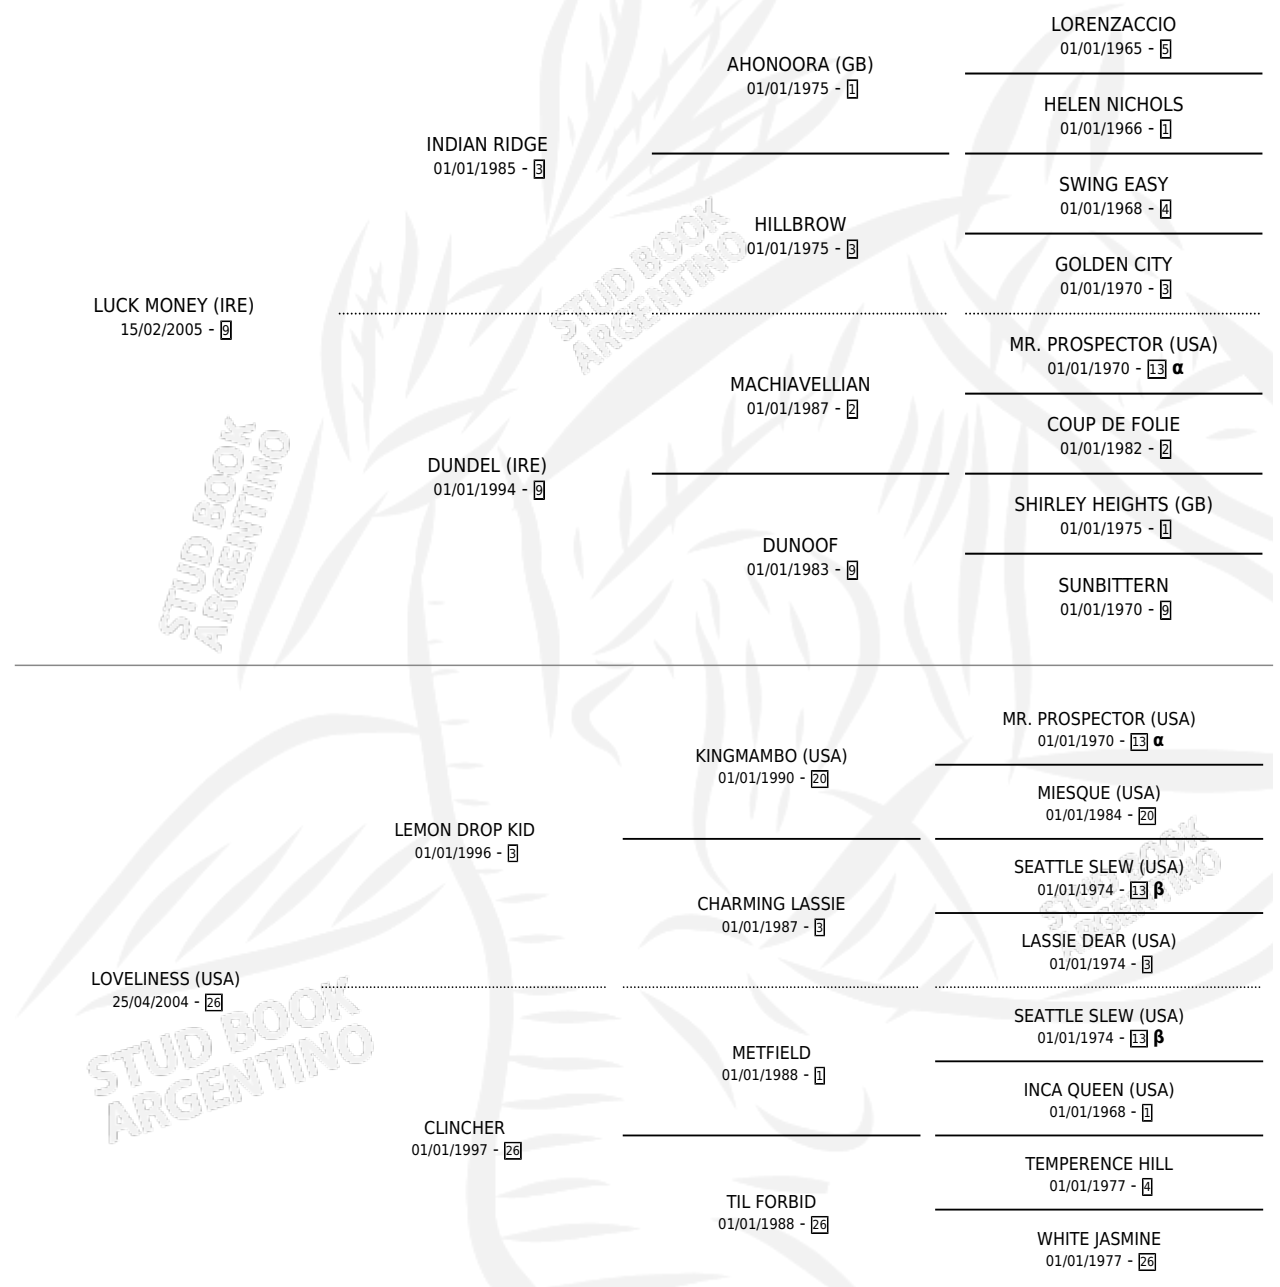 LUCK MONEY (IRE)
15/02/2005 - 9
INDIAN RIDGE
01/01/1985 - 3
AHONOORA (GB)
01/01/1975 - 1
LORENZACCIO
01/01/1965 - 5
HELEN NICHOLS
01/01/1966 - 1
HILLBROW
01/01/1975 - 3
SWING EASY
01/01/1968 - 4
GOLDEN CITY
01/01/1970 - 3
DUNDEL (IRE)
01/01/1994 - 9
MACHIAVELLIAN
01/01/1987 - 2
MR. PROSPECTOR (USA)
01/01/1970 - 13 α
COUP DE FOLIE
01/01/1982 - 2
DUNOOF
01/01/1983 - 9
SHIRLEY HEIGHTS (GB)
01/01/1975 - 1
SUNBITTERN
01/01/1970 - 9
LOVELINESS (USA)
25/04/2004 - 26
LEMON DROP KID
01/01/1996 - 3
KINGMAMBO (USA)
01/01/1990 - 20
MR. PROSPECTOR (USA)
01/01/1970 - 13 α
MIESQUE (USA)
01/01/1984 - 20
CHARMING LASSIE
01/01/1987 - 3
SEATTLE SLEW (USA)
01/01/1974 - 13 β
LASSIE DEAR (USA)
01/01/1974 - 3
CLINCHER
01/01/1997 - 26
METFIELD
01/01/1988 - 1
SEATTLE SLEW (USA)
01/01/1974 - 13 β
INCA QUEEN (USA)
01/01/1968 - 1
TIL FORBID
01/01/1988 - 26
TEMPERENCE HILL
01/01/1977 - 4
WHITE JASMINE
01/01/1977 - 26
STUD BOOK
ARGENTINO
STUD BOOK
ARGENTINO
STUD BOOK
ARGENTINO
STUD BOOK
ARGENTINO